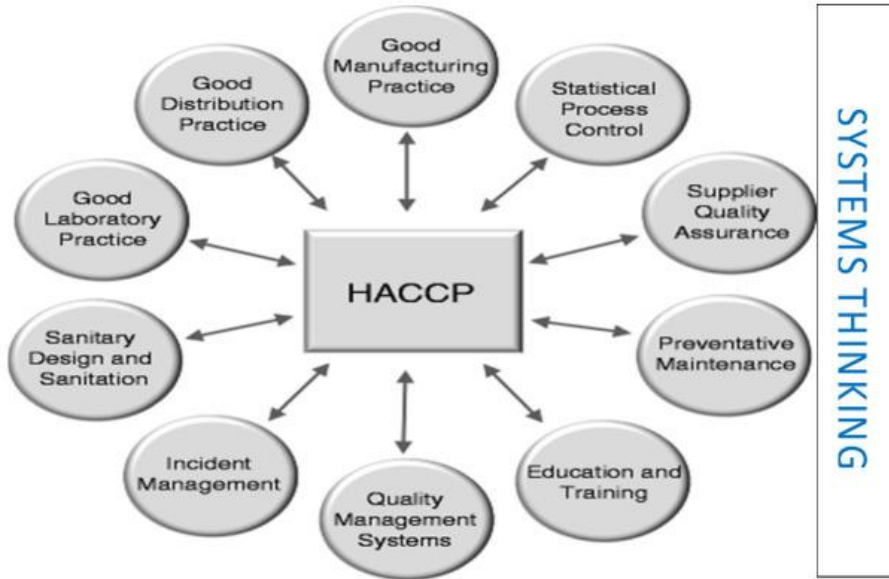 Good
Manufacturing
Practice
Statistical
Process
Control
Supplier
Quality
Assurance
Preventative
Maintenance
Education and
Training
Quality
Management
Systems
Incident
Management
Sanitary
Design and
Sanitation
Good
Laboratory
Practice
Good
Distribution
Practice
HACCP
SYSTEMS THINKING